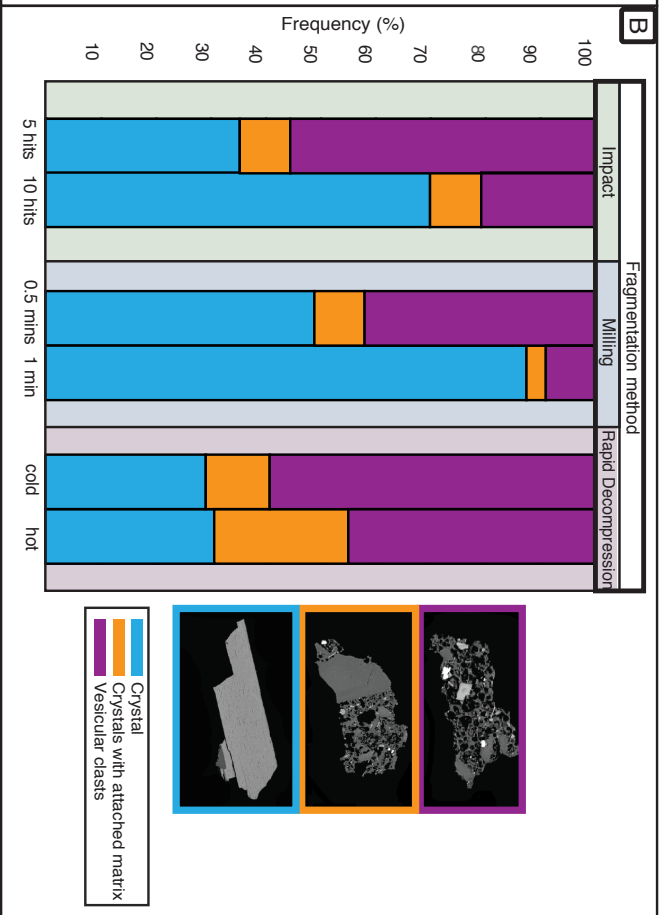 B
Fragmentation method
Impact
Milling
Rapid Decompression
Frequency (%)
100
90
80
70
60
50
40
30
20
10
5 hits
10 hits
0.5 mins
1 min
cold
hot
Crystal
Crystals with attached matrix
Vesicular clasts